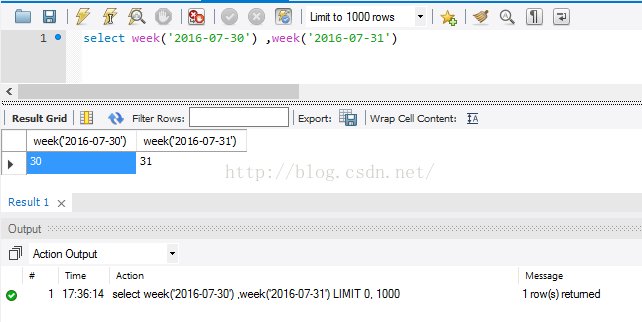 Limit to 1000 rows
1 select week('2016-07-30') ,week('2016-07-31')
Result Grid Filter Rows: Export: Wrap Cell Content: IA
week('2016-07-30') week('2016-07-31')
30 31
http://blog.csdn.net/
Result 1 ×
Output
Action Output
# Time Action Message
1 17:36:14 select week('2016-07-30') ,week('2016-07-31') LIMIT 0, 1000 1 row(s) returned